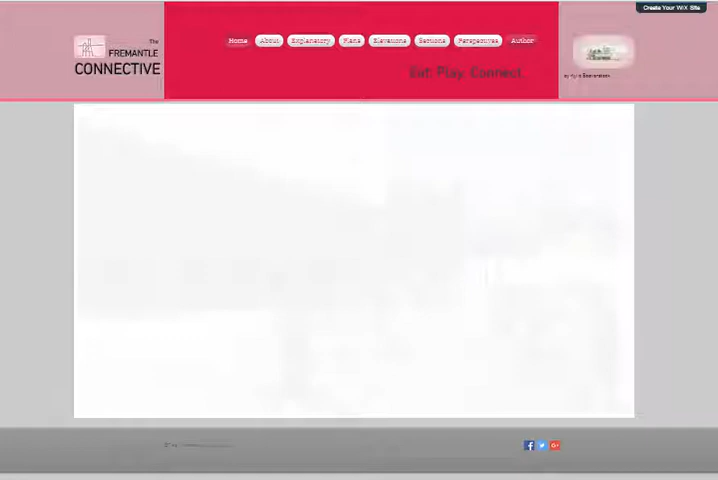 Create Your WiX Site
The
FREMANTLE
CONNECTIVE
Home About Explanatory Plans Elevations Sections Perspectives Author
Eat. Play. Connect.